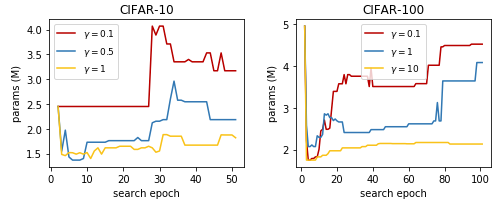 CIFAR-10
params (M)
4.0
3.5
3.0
2.5
2.0
1.5
γ = 0.1
γ = 0.5
γ = 1
0 10 20 30 40 50
search epoch
CIFAR-100
params (M)
5
4
3
2
γ = 0.1
γ = 1
γ = 10
0 20 40 60 80 100
search epoch